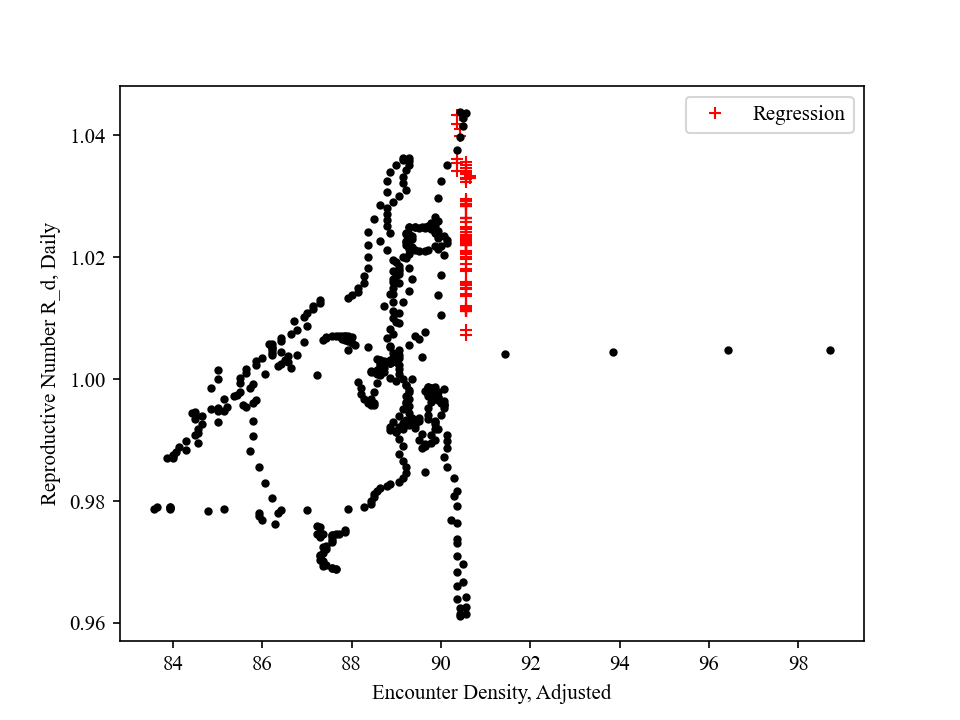 Regression
1.04
1.02
1.00
0.98
0.96
Reproductive Number R_d, Daily
84 86 88 90 92 94 96 98
Encounter Density, Adjusted